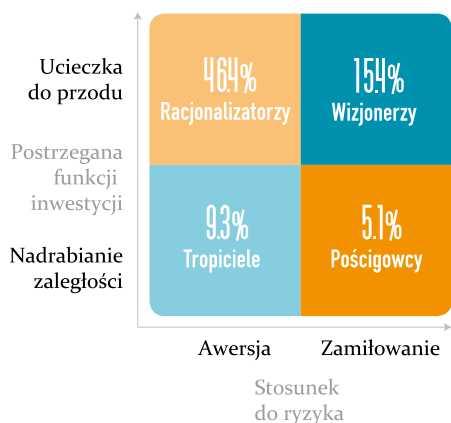 Ucieczka
do przodu
46.4%
Racjonalizatorzy
15.4%
Wizjonerzy
Postrzegana
funkcji
inwestycji
Nadrabianie
zaległości
9.3%
Tropiciele
5.1%
Pościgowcy
Awersja
Zamiłowanie
Stosunek
do ryzyka